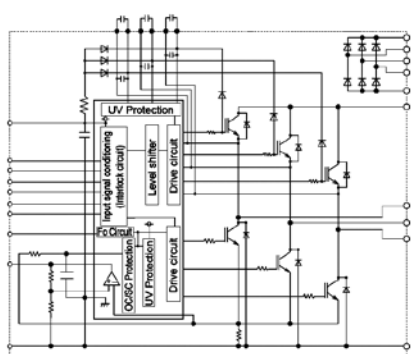 UV Protection
Input signal conditioning
(interlock circuit)
Level shifter
Drive circuit
Fo Circuit
OC/SC Protection
UV Protection
Drive circuit